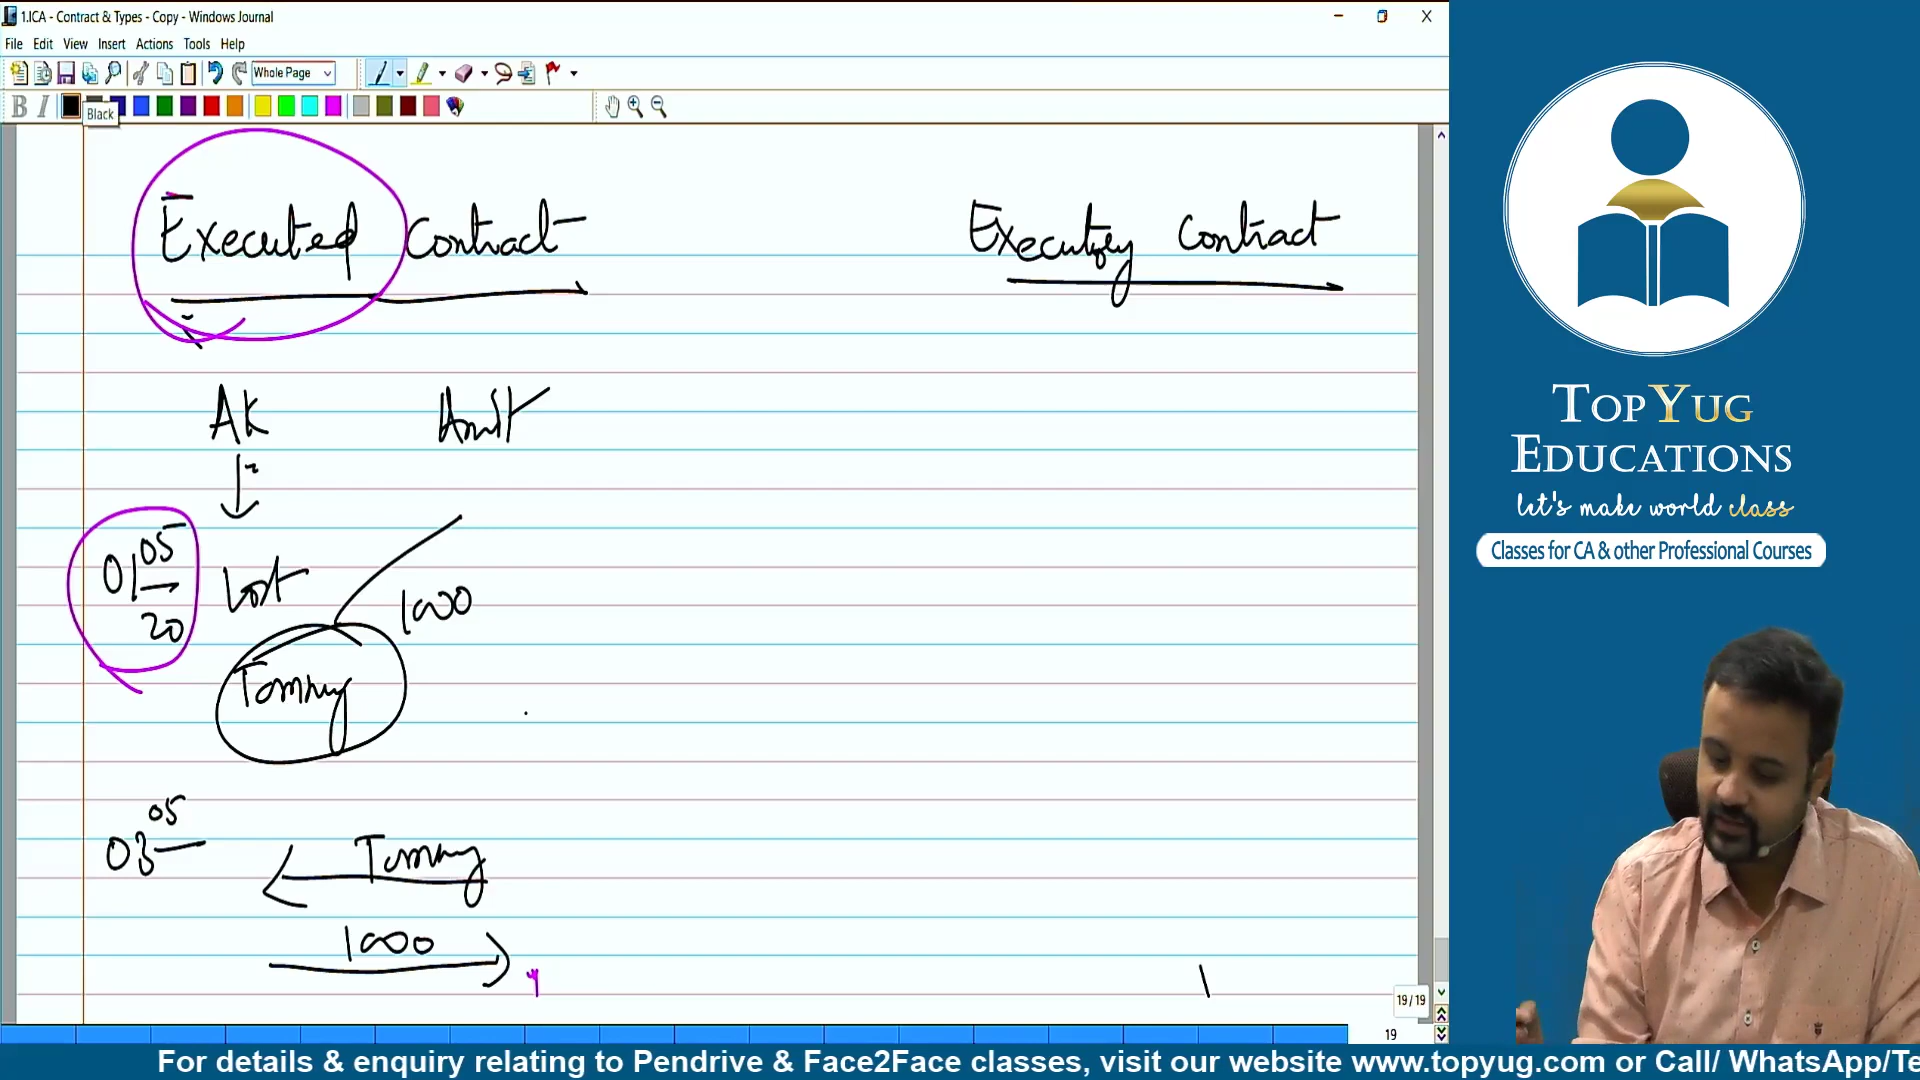 1.ICA - Contract & Types - Copy - Windows Journal
File Edit View Insert Actions Tools Help
Whole Page
B I
Black
Executed Contract
Executory Contract
AK Amit
01 05
20
Lost
1000
Tommy
03 05
Tommy
1000
19/19
19
TOPYUG
EDUCATIONS
let's make world class
Classes for CA & other Professional Courses
For details & enquiry relating to Pendrive & Face2Face classes, visit our website www.topyug.com or Call/ WhatsApp/Te